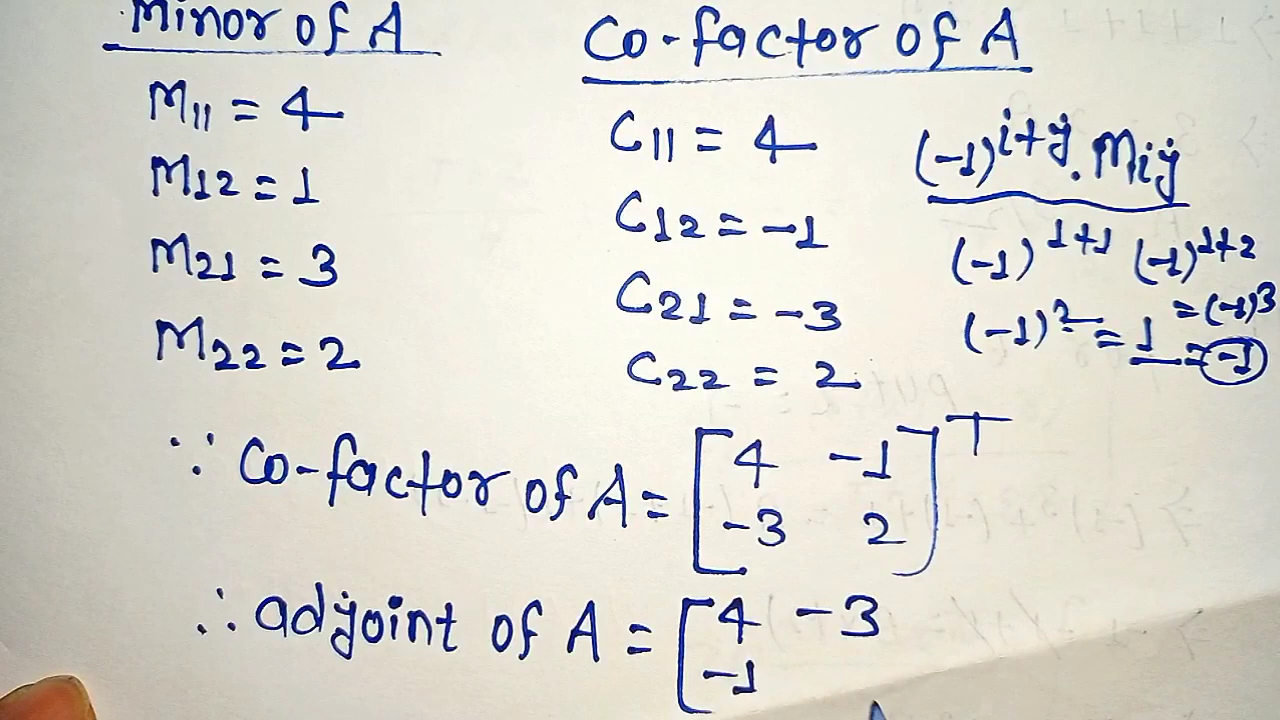 Minor of A
M11 = 4
M12 = 1
M21 = 3
M22 = 2
Co-factor of A
C11 = 4
C12 = -1
C21 = -3
C22 = 2
(-1)^i+j . Mij
(-1)^1+1 (-1)^1+2
= (-1)^3
(-1)^2 = 1 = -1
∵ Co-factor of A = [4 -1
-3 2]^T
∴ adjoint of A = [4 -3
-1